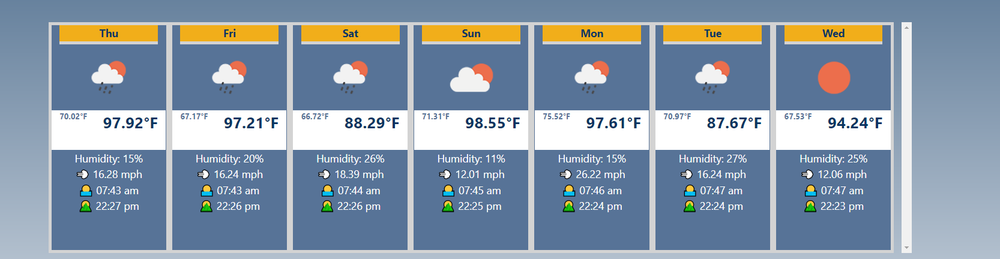 Thu
70.02°F
97.92°F
Humidity: 15%
16.28 mph
07:43 am
22:27 pm
Fri
67.17°F
97.21°F
Humidity: 20%
16.24 mph
07:43 am
22:26 pm
Sat
66.72°F
88.29°F
Humidity: 26%
18.39 mph
07:44 am
22:26 pm
Sun
71.31°F
98.55°F
Humidity: 11%
12.01 mph
07:45 am
22:25 pm
Mon
75.52°F
97.61°F
Humidity: 15%
26.22 mph
07:46 am
22:24 pm
Tue
70.97°F
87.67°F
Humidity: 27%
16.24 mph
07:47 am
22:24 pm
Wed
67.53°F
94.24°F
Humidity: 25%
12.06 mph
07:47 am
22:23 pm